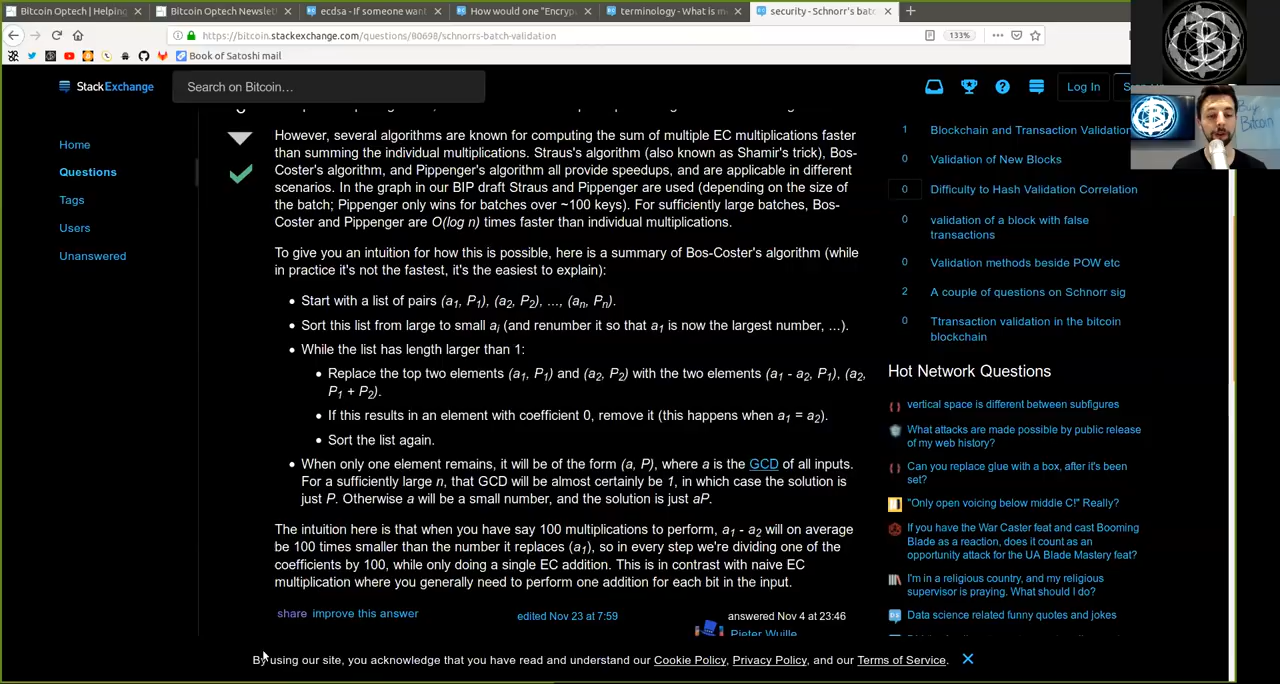 Bitcoin Optech | Helping
Bitcoin Optech Newslet
ecdsa - If someone want
How would one "Encryp
terminology - What is m
security - Schnorr's batc
https://bitcoin.stackexchange.com/questions/80698/schnorrs-batch-validation
133%
Book of Satoshi mail
StackExchange
Search on Bitcoin…
Log In
Home
Questions
Tags
Users
Unanswered
However, several algorithms are known for computing the sum of multiple EC multiplications faster
than summing the individual multiplications. Straus's algorithm (also known as Shamir's trick), Bos-
Coster's algorithm, and Pippenger's algorithm all provide speedups, and are applicable in different
scenarios. In the graph in our BIP draft Straus and Pippenger are used (depending on the size of
the batch; Pippenger only wins for batches over ~100 keys). For sufficiently large batches, Bos-
Coster and Pippenger are O(log n) times faster than individual multiplications.
To give you an intuition for how this is possible, here is a summary of Bos-Coster's algorithm (while
in practice it's not the fastest, it's the easiest to explain):
• Start with a list of pairs (a1, P1), (a2, P2), ..., (an, Pn).
• Sort this list from large to small ai (and renumber it so that a1 is now the largest number, ...).
• While the list has length larger than 1:
• Replace the top two elements (a1, P1) and (a2, P2) with the two elements (a1 - a2, P1), (a2,
P1 + P2).
• If this results in an element with coefficient 0, remove it (this happens when a1 = a2).
• Sort the list again.
• When only one element remains, it will be of the form (a, P), where a is the GCD of all inputs.
For a sufficiently large n, that GCD will be almost certainly be 1, in which case the solution is
just P. Otherwise a will be a small number, and the solution is just aP.
The intuition here is that when you have say 100 multiplications to perform, a1 - a2 will on average
be 100 times smaller than the number it replaces (a1), so in every step we're dividing one of the
coefficients by 100, while only doing a single EC addition. This is in contrast with naive EC
multiplication where you generally need to perform one addition for each bit in the input.
share improve this answer
edited Nov 23 at 7:59
answered Nov 4 at 23:46
Pieter Wuille
1 Blockchain and Transaction Validation
0 Validation of New Blocks
0 Difficulty to Hash Validation Correlation
0 validation of a block with false
transactions
0 Validation methods beside POW etc
2 A couple of questions on Schnorr sig
0 Ttransaction validation in the bitcoin
blockchain
Hot Network Questions
vertical space is different between subfigures
What attacks are made possible by public release
of my web history?
Can you replace glue with a box, after it's been
set?
"Only open voicing below middle C!" Really?
If you have the War Caster feat and cast Booming
Blade as a reaction, does it count as an
opportunity attack for the UA Blade Mastery feat?
I'm in a religious country, and my religious
supervisor is praying. What should I do?
Data science related funny quotes and jokes
By using our site, you acknowledge that you have read and understand our Cookie Policy, Privacy Policy, and our Terms of Service.
Buy
Bitcoin